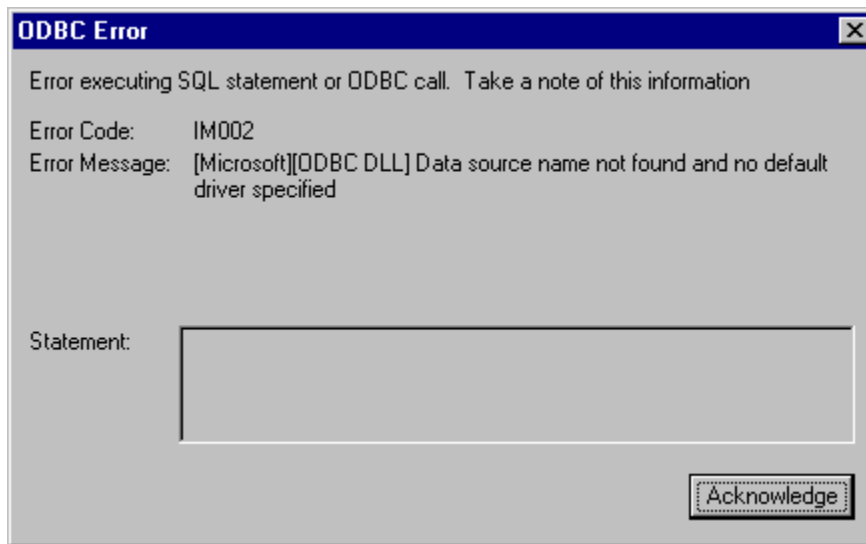 ODBC Error
Error executing SQL statement or ODBC call.  Take a note of this information
Error Code: IM002
Error Message: [Microsoft][ODBC DLL] Data source name not found and no default
driver specified
Statement:
Acknowledge